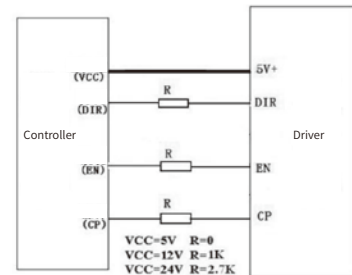 (VCC) 5V+
R
(DIR) DIR
Controller Driver
R
(EN) EN
R
(CP) CP
VCC=5V R=0
VCC=12V R=1K
VCC=24V R=2.7K